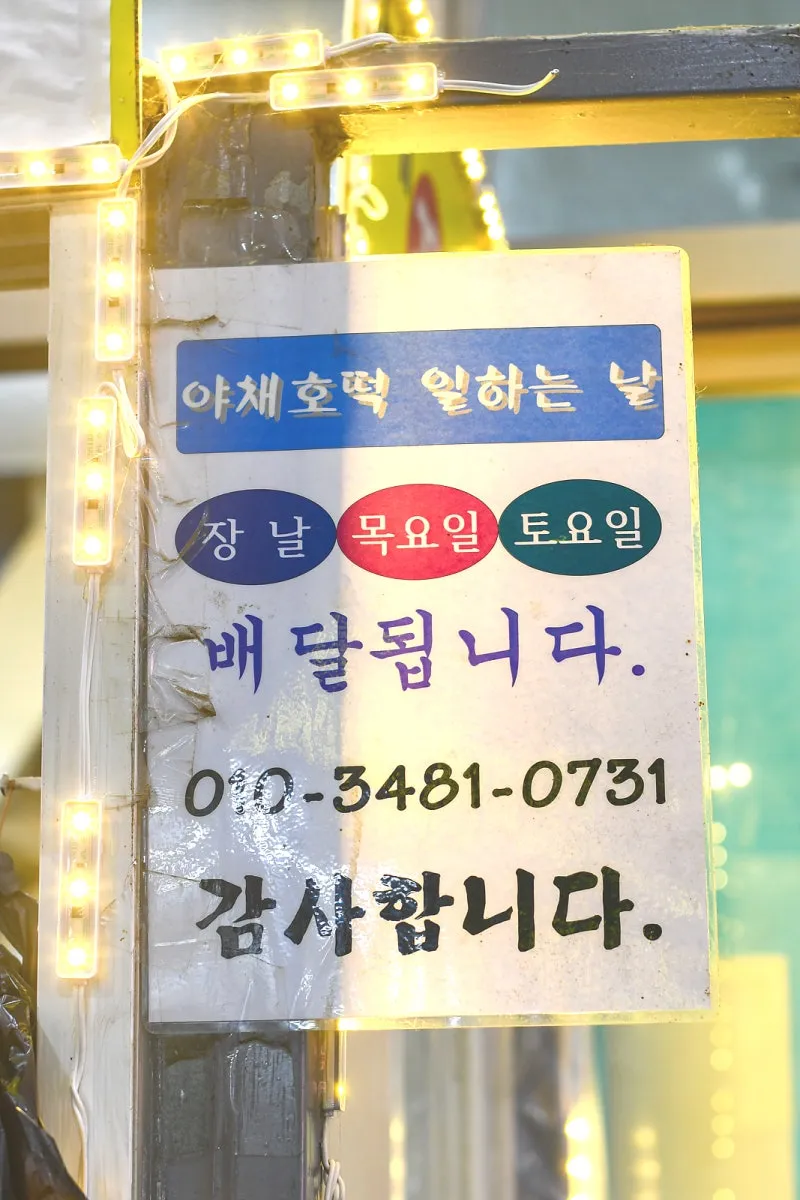 야채호떡 일하는 날
장 날 목요일 토요일
배 달됩니다.
010-3481-0731
감사합니다.